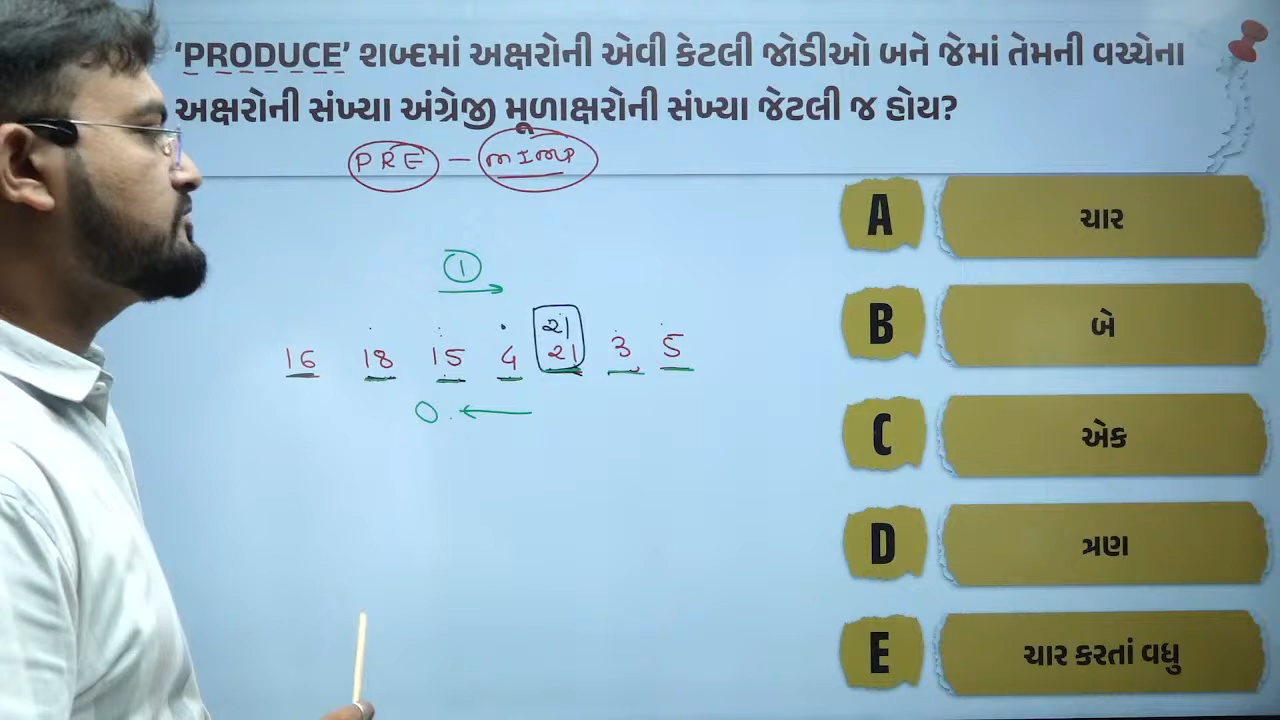 ‘PRODUCE’ શબ્દમાં અક્ષરોની એવી કેટલી જોડીઓ બને જેમાં તેમની વચ્ચેના
અક્ષરોની સંખ્યા અંગ્રેજી મૂળાક્ષરોની સંખ્યા જેટલી જ હોય?
PRE – MIMP
A ચાર
B બે
C એક
D ત્રણ
E ચાર કરતાં વધુ
1
21
16 18 15 4 21 3 5
0